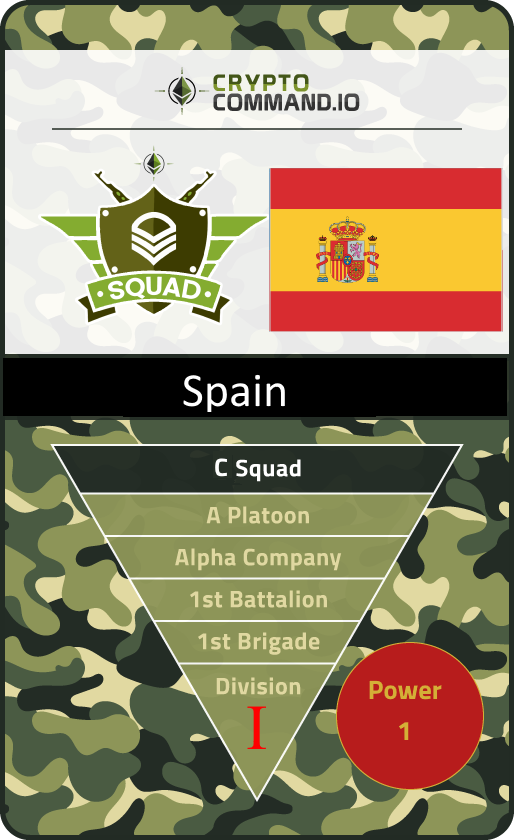 CRYPTO
COMMAND.IO
SQUAD
Spain
C Squad
A Platoon
Alpha Company
1st Battalion
1st Brigade
Division
I
Power
1